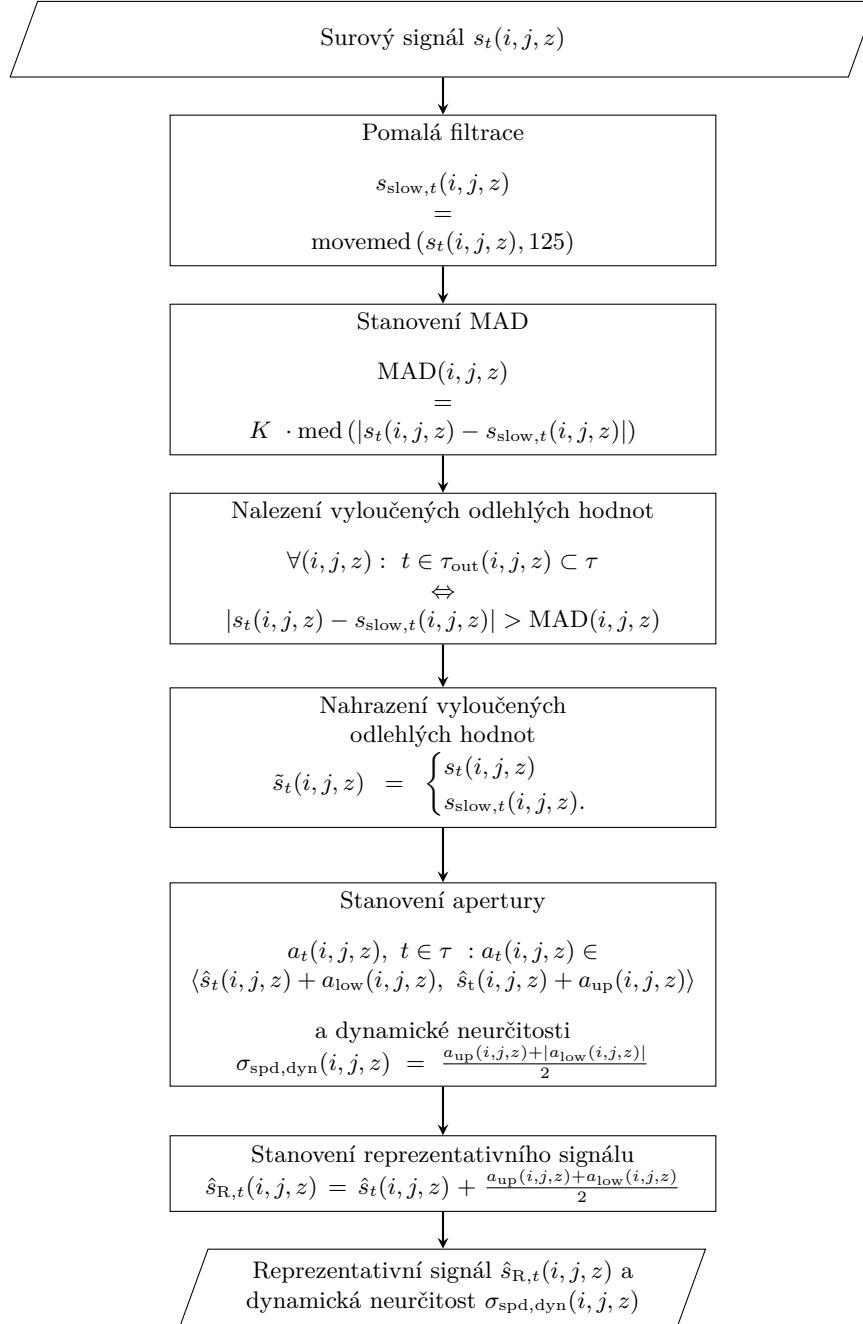 Surový signál s_t(i, j, z)
Pomalá filtrace
s_slow,t(i, j, z)
=
movemed (s_t(i, j, z), 125)
Stanovení MAD
MAD(i, j, z)
=
K · med (|s_t(i, j, z) − s_slow,t(i, j, z)|)
Nalezení vyloučených odlehlých hodnot
∀(i, j, z) : t ∈ τ_out(i, j, z) ⊂ τ
⇔
|s_t(i, j, z) − s_slow,t(i, j, z)| > MAD(i, j, z)
Nahrazení vyloučených
odlehlých hodnot
s̃_t(i, j, z) = { s_t(i, j, z)
s_slow,t(i, j, z).
Stanovení apertury
a_t(i, j, z), t ∈ τ : a_t(i, j, z) ∈
⟨ŝ_t(i, j, z) + a_low(i, j, z), ŝ_t(i, j, z) + a_up(i, j, z)⟩
a dynamické neurčitosti
σ_spd,dyn(i, j, z) = (a_up(i,j,z)+|a_low(i,j,z)|)/2
Stanovení reprezentativního signálu
ŝ_R,t(i, j, z) = ŝ_t(i, j, z) + (a_up(i,j,z)+a_low(i,j,z))/2
Reprezentativní signál ŝ_R,t(i, j, z) a
dynamická neurčitost σ_spd,dyn(i, j, z)